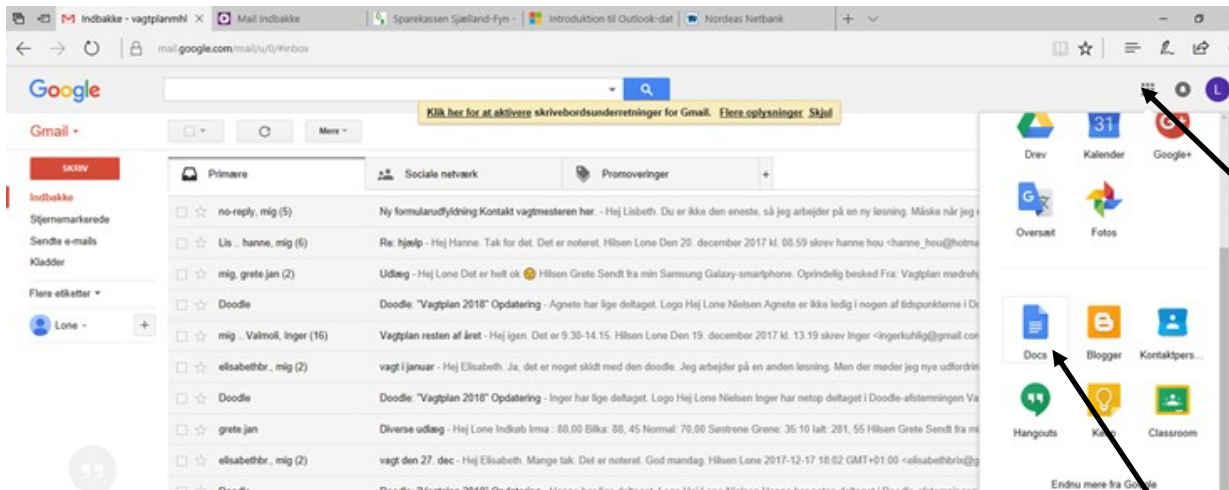 Indbakke - vagtplanmhl
Mail Indbakke
Sparekassen Sjælland-Fyn -
Introduktion til Outlook-dat
Nordeas Netbank
mail.google.com/mail/u/0/#inbox
Google
L
Klik her for at aktivere skrivebordsunderretninger for Gmail. Flere oplysninger Skjul
Gmail
Mere
SKRIV
Indbakke
Stjernemarkerede
Sendte e-mails
Kladder
Flere etiketter
Lone
Primære
Sociale netværk
Promoveringer
no-reply, mig (5) Ny formularudfyldning:Kontakt vagtmesteren her. - Hej Lisbeth. Du er ikke den eneste, så jeg arbejder på en ny løsning. Måske når jeg
Lis .. hanne, mig (6) Re: hjælp - Hej Hanne. Tak for det. Det er noteret. Hilsen Lone Den 20. december 2017 kl. 08.59 skrev hanne hou <hanne_hou@hotma
mig, grete.jan (2) Udlæg - Hej Lone Det er helt ok Hilsen Grete Sendt fra min Samsung Galaxy-smartphone. Oprindelig besked Fra: Vagtplan mødrehj
Doodle Doodle: "Vagtplan 2018" Opdatering - Agnete har lige deltaget. Logo Hej Lone Nielsen Agnete er ikke ledig i nogen af tidspunkterne i Do
mig .. Valmoli, Inger (16) Vagtplan resten af året - Hej igen. Det er 9.30-14.15. Hilsen Lone Den 19. december 2017 kl. 13.19 skrev Inger <ingerkuhlig@gmail.com
elisabethbr., mig (2) vagt i januar - Hej Elisabeth. Ja, det er noget skidt med den doodle. Jeg arbejder på en anden løsning. Men der møder jeg nye udfordrin
Doodle Doodle: "Vagtplan 2018" Opdatering - Inger har lige deltaget. Logo Hej Lone Nielsen Inger har netop deltaget i Doodle-afstemningen Va
grete.jan Diverse udlæg - Hej Lone Indkøb Irma : 88,00 Bilka: 88, 45 Normal: 70,00 Søstrene Grene: 35:10 Ialt: 281, 55 Hilsen Grete Sendt fra mi
elisabethbr., mig (2) vagt den 27. dec - Hej Elisabeth. Mange tak. Det er noteret. God mandag. Hilsen Lone 2017-12-17 18:02 GMT+01:00 <elisabethbrix@g
Drev Kalender Google+
31
Oversæt Fotos
Docs Blogger Kontaktpers...
Hangouts Keep Classroom
Endnu mere fra Google